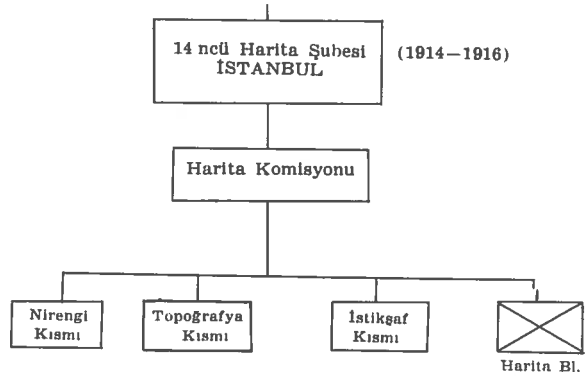 14 ncü Harita Şubesi
İSTANBUL
(1914—1916)
Harita Komisyonu
Nirengi
Kısmı
Topoğrafya
Kısmı
İstikşaf
Kısmı
Harita Bl.